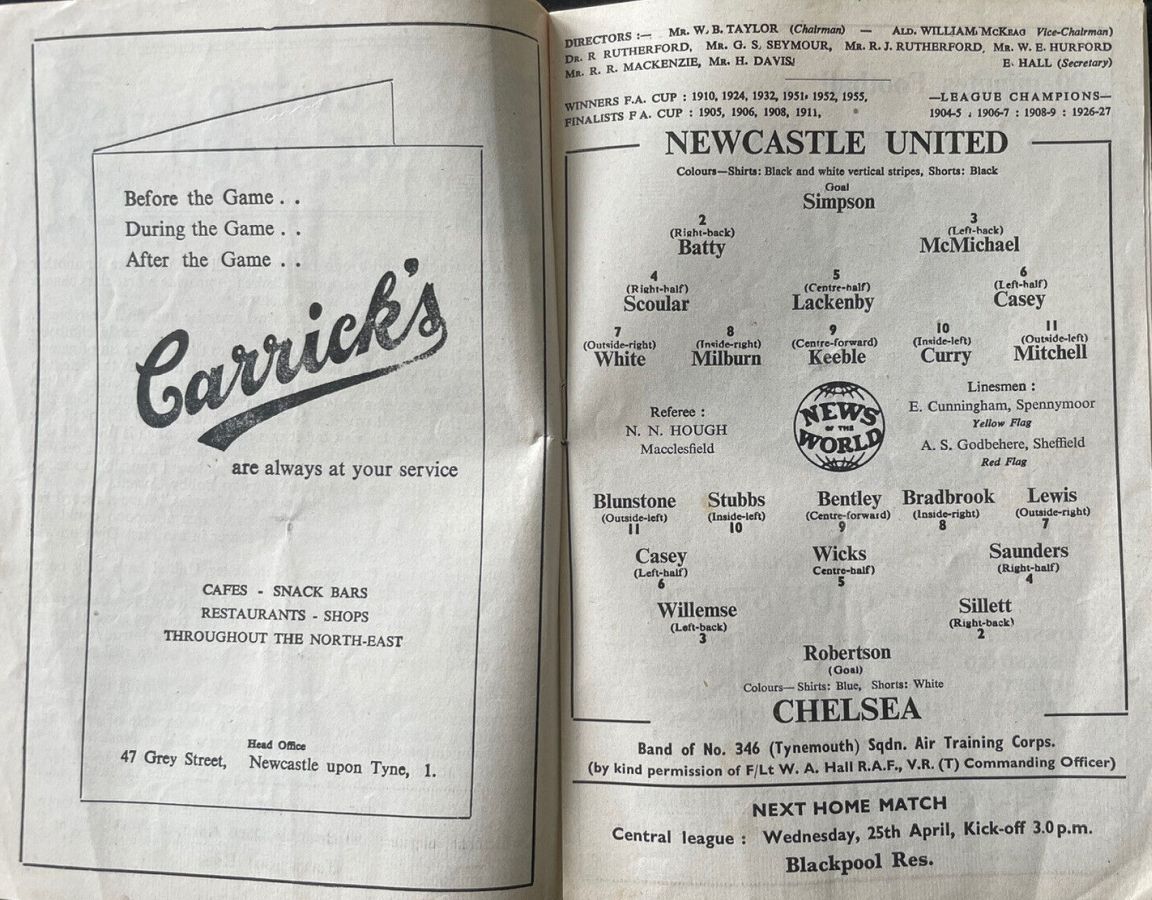 Before the Game . .
During the Game . .
After the Game . .
Carrick's
are always at your service
CAFES - SNACK BARS
RESTAURANTS - SHOPS
THROUGHOUT THE NORTH-EAST
Head Office
47 Grey Street, Newcastle upon Tyne, 1.
DIRECTORS :— Mr. W. B. TAYLOR (Chairman) — Ald. WILLIAM McKeag Vice-Chairman)
Dr. R RUTHERFORD, Mr. G. S. SEYMOUR, Mr. R. J. RUTHERFORD, Mr. W. E. HURFORD
Mr. R. R. MACKENZIE, Mr. H. DAVIS, E. HALL (Secretary)
WINNERS F.A. CUP : 1910, 1924, 1932, 1951, 1952, 1955, —LEAGUE CHAMPIONS—
FINALISTS F A. CUP : 1905, 1906, 1908, 1911, 1904-5 , 1906-7 : 1908-9 : 1926-27
NEWCASTLE UNITED
Colours—Shirts: Black and white vertical stripes, Shorts: Black
Goal
Simpson
2 3
(Right-back) (Left-back)
Batty McMichael
4 5 6
(Right-half) (Centre-half) (Left-half)
Scoular Lackenby Casey
7 8 9 10 11
(Outside-right) (Inside-right) (Centre-forward) (Inside-left) (Outside-left)
White Milburn Keeble Curry Mitchell
Referee :
N. N. HOUGH
Macclesfield
NEWS
OF THE
WORLD
Linesmen :
E. Cunningham, Spennymoor
Yellow Flag
A. S. Godbehere, Sheffield
Red Flag
Blunstone Stubbs Bentley Bradbrook Lewis
(Outside-left) (Inside-left) (Centre-forward) (Inside-right) (Outside-right)
11 10 9 8 7
Casey Wicks Saunders
(Left-half) Centre-half) (Right-half)
6 5 4
Willemse Sillett
(Left-back) (Right-back)
3 2
Robertson
(Goal)
Colours— Shirts: Blue, Shorts: White
CHELSEA
Band of No. 346 (Tynemouth) Sqdn. Air Training Corps.
(by kind permission of F/Lt W. A. Hall R.A.F., V.R. (T) Commanding Officer)
NEXT HOME MATCH
Central league : Wednesday, 25th April, Kick-off 3.0 p.m.
Blackpool Res.